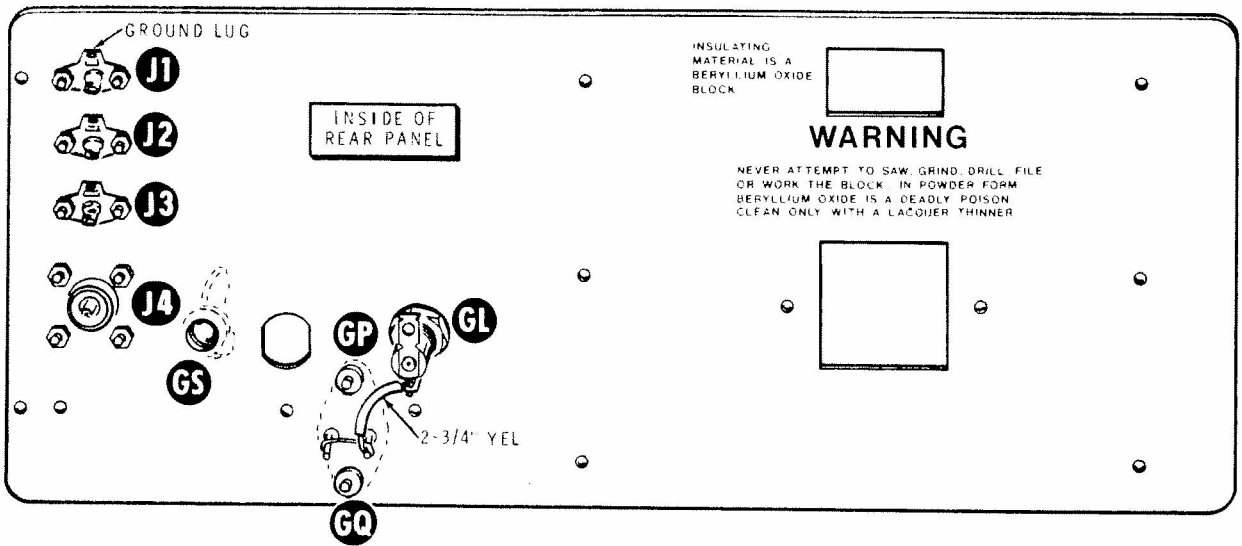 GROUND LUG
J1
J2
J3
J4
GS
INSIDE OF
REAR PANEL
GP
GL
2-3/4" YEL
GQ
INSULATING
MATERIAL IS A
BERYLLIUM OXIDE
BLOCK
WARNING
NEVER ATTEMPT TO SAW, GRIND, DRILL, FILE
OR WORK THE BLOCK. IN POWDER FORM
BERYLLIUM OXIDE IS A DEADLY POISON
CLEAN ONLY WITH A LACQUER THINNER